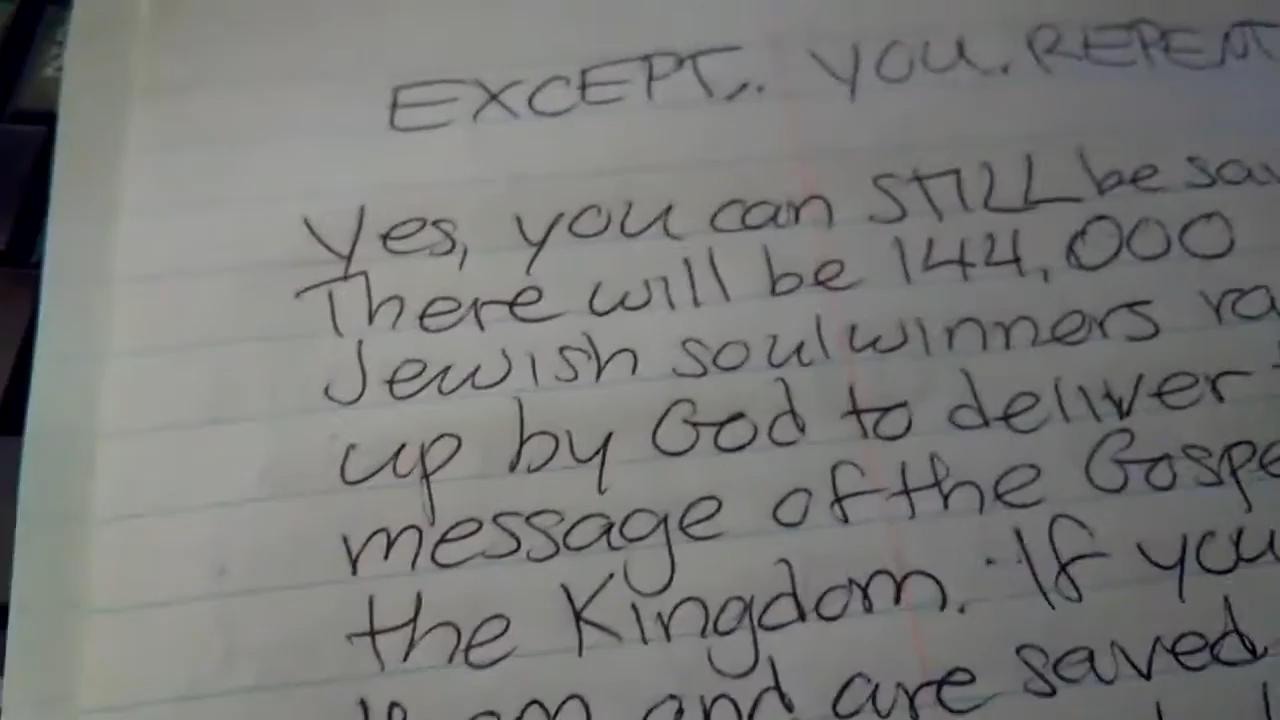 EXCEPT.. YOU. REPENT
Yes, you can STILL be
There will be 144,000
Jewish soulwinners
up by God to deliver
message of the
the Kingdom. If you
and are saved